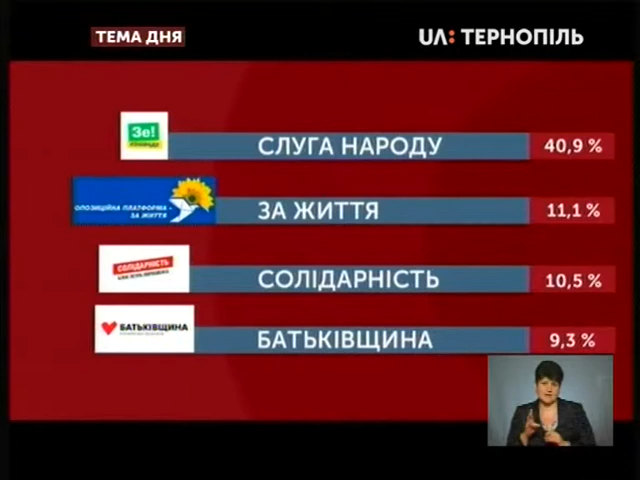 ТЕМА ДНЯ
UA: ТЕРНОПІЛЬ
Зе!
СЛУГА НАРОДУ 40,9 %
ОПОЗИЦІЙНА ПЛАТФОРМА -
ЗА ЖИТТЯ
ЗА ЖИТТЯ 11,1 %
СОЛІДАРНІСТЬ
СОЛІДАРНІСТЬ 10,5 %
БАТЬКІВЩИНА
БАТЬКІВЩИНА 9,3 %